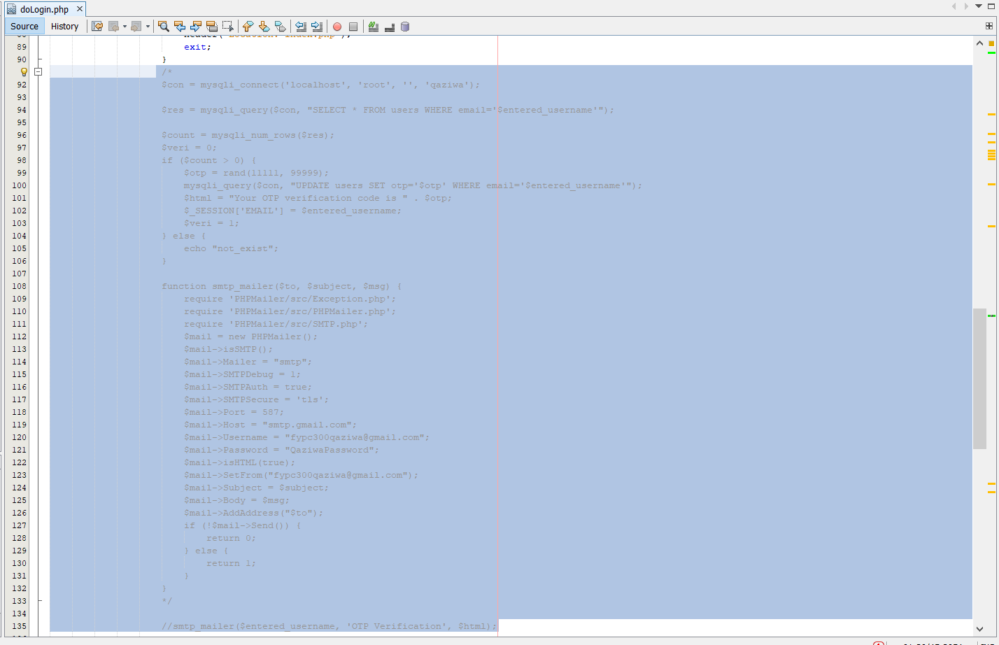 doLogin.php
Source History
89 exit;
90 }
/*
92 $con = mysqli_connect('localhost', 'root', '', 'qaziwa');
93
94 $res = mysqli_query($con, "SELECT * FROM users WHERE email='$entered_username'");
95
96 $count = mysqli_num_rows($res);
97 $veri = 0;
98 if ($count > 0) {
99 $otp = rand(11111, 99999);
100 mysqli_query($con, "UPDATE users SET otp='$otp' WHERE email='$entered_username'");
101 $html = "Your OTP verification code is " . $otp;
102 $_SESSION['EMAIL'] = $entered_username;
103 $veri = 1;
104 } else {
105 echo "not_exist";
106 }
107
108 function smtp_mailer($to, $subject, $msg) {
109 require 'PHPMailer/src/Exception.php';
110 require 'PHPMailer/src/PHPMailer.php';
111 require 'PHPMailer/src/SMTP.php';
112 $mail = new PHPMailer();
113 $mail->isSMTP();
114 $mail->Mailer = "smtp";
115 $mail->SMTPDebug = 1;
116 $mail->SMTPAuth = true;
117 $mail->SMTPSecure = 'tls';
118 $mail->Port = 587;
119 $mail->Host = "smtp.gmail.com";
120 $mail->Username = "fypc300qaziwa@gmail.com";
121 $mail->Password = "QaziwaPassword";
122 $mail->isHTML(true);
123 $mail->SetFrom("fypc300qaziwa@gmail.com");
124 $mail->Subject = $subject;
125 $mail->Body = $msg;
126 $mail->AddAddress("$to");
127 if (!$mail->Send()) {
128 return 0;
129 } else {
130 return 1;
131 }
132 }
133 */
134
135 //smtp_mailer($entered_username, 'OTP Verification', $html);